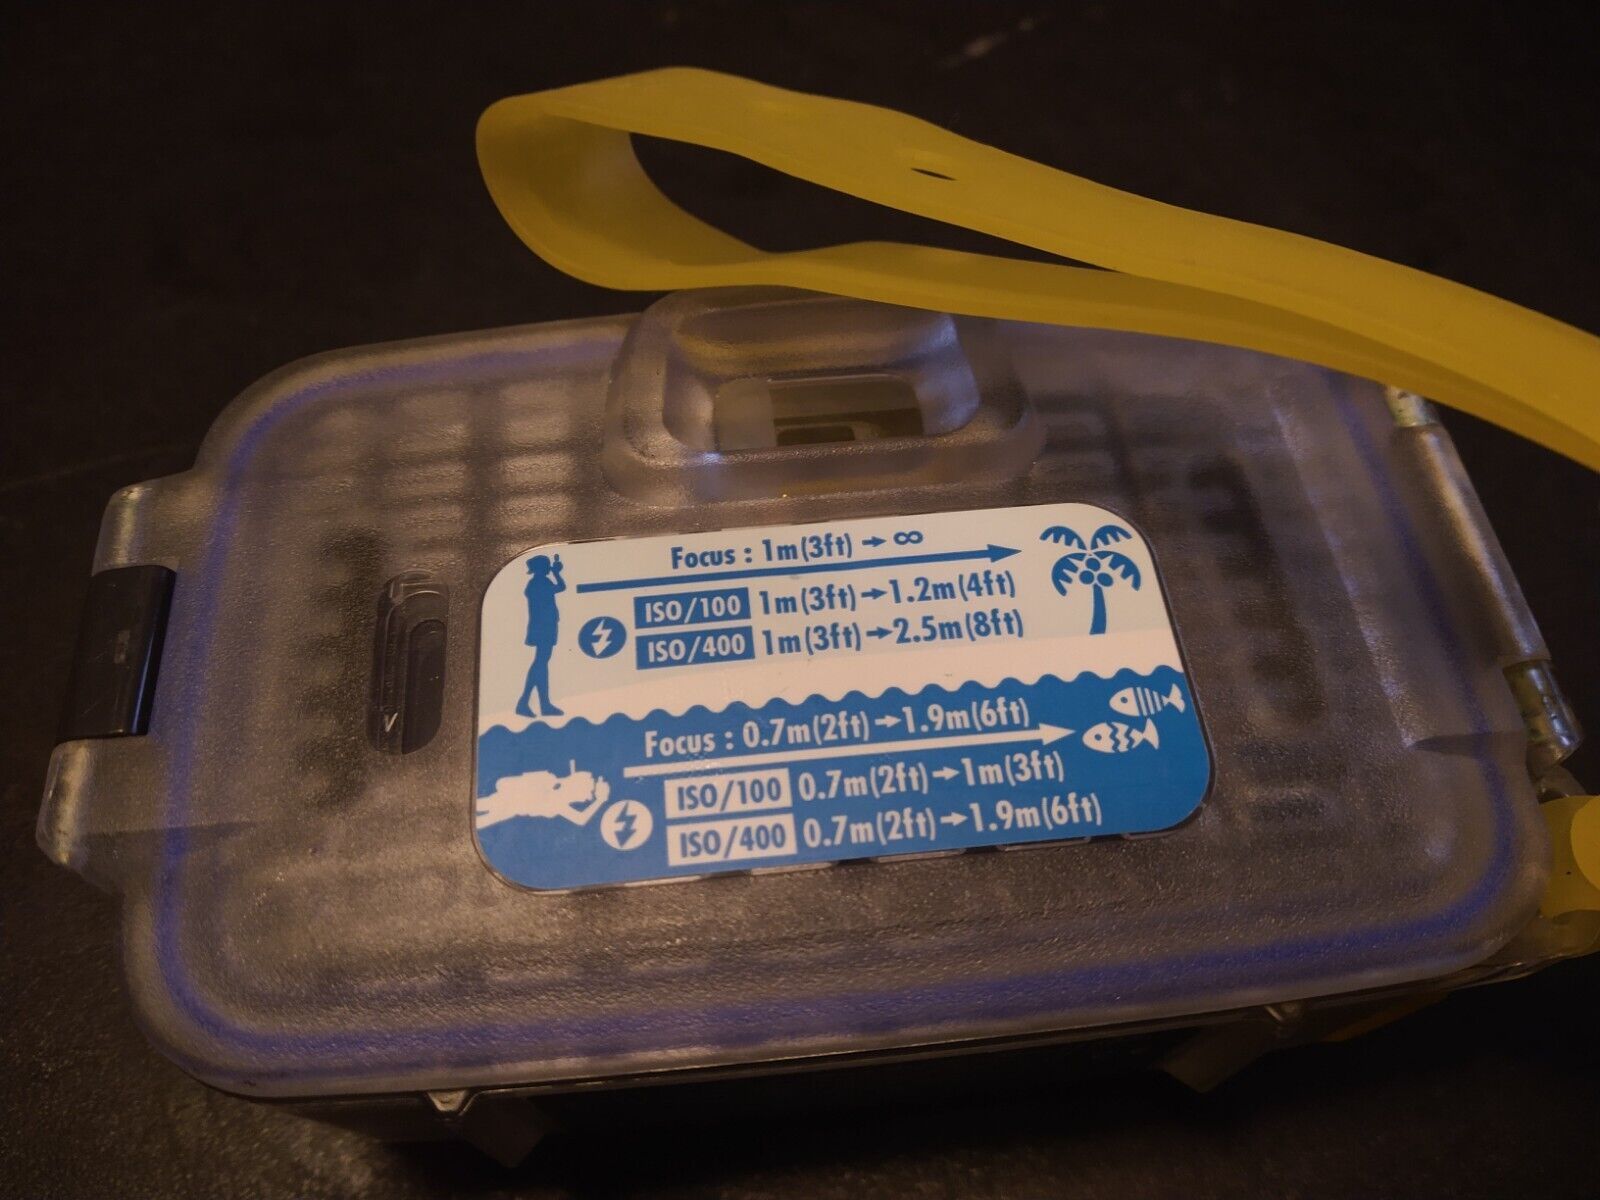 Focus : 1m(3ft) → ∞
ISO/100 1m(3ft)→1.2m(4ft)
ISO/400 1m(3ft)→2.5m(8ft)
Focus : 0.7m(2ft)→1.9m(6ft)
ISO/100 0.7m(2ft)→1m(3ft)
ISO/400 0.7m(2ft)→1.9m(6ft)